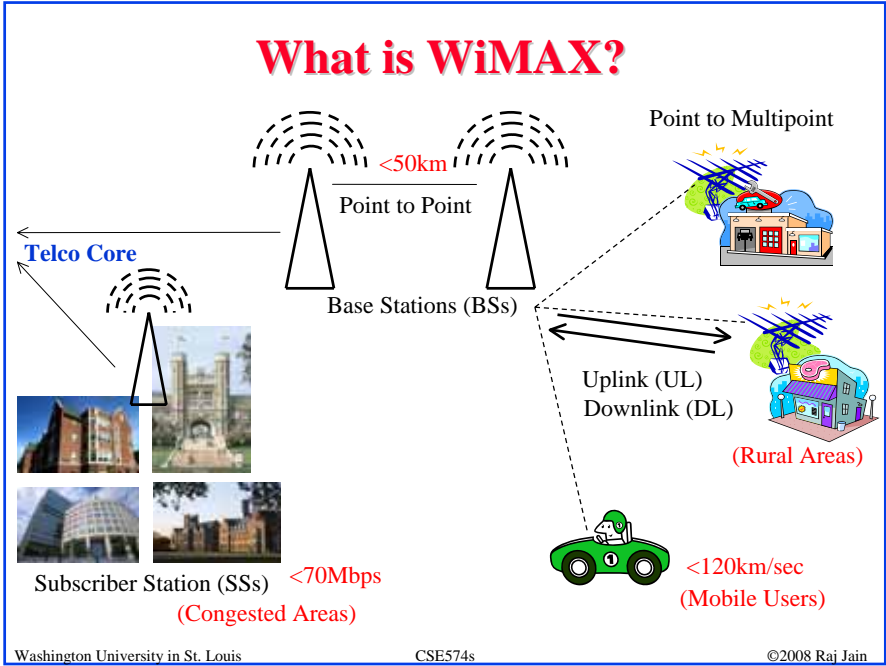 What is WiMAX?
Point to Multipoint
<50km
Point to Point
Telco Core
Base Stations (BSs)
Uplink (UL)
Downlink (DL)
(Rural Areas)
1
1
<120km/sec
(Mobile Users)
Subscriber Station (SSs)
<70Mbps
(Congested Areas)
Washington University in St. Louis
CSE574s
©2008 Raj Jain